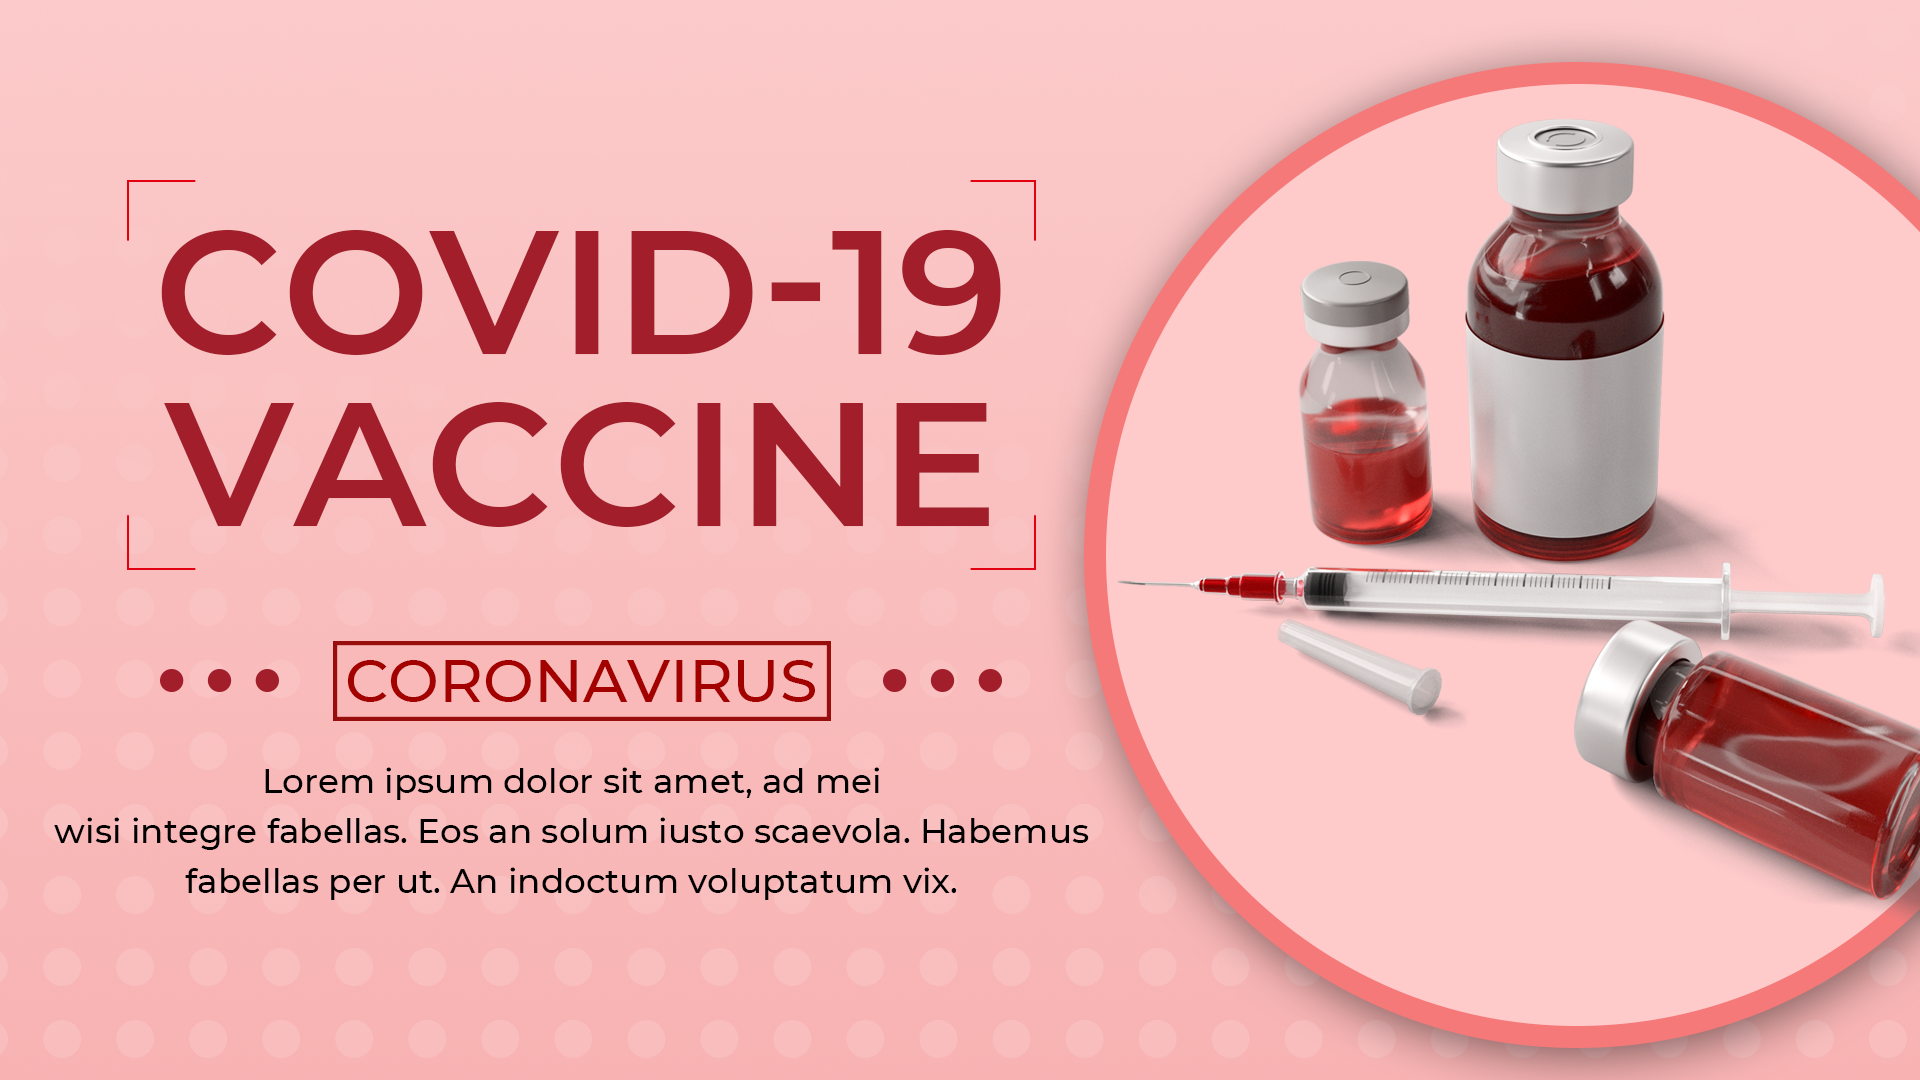 COVID-19
VACCINE
CORONAVIRUS
Lorem ipsum dolor sit amet, ad mei
wisi integre fabellas. Eos an solum iusto scaevola. Habemus
fabellas per ut. An indoctum voluptatum vix.